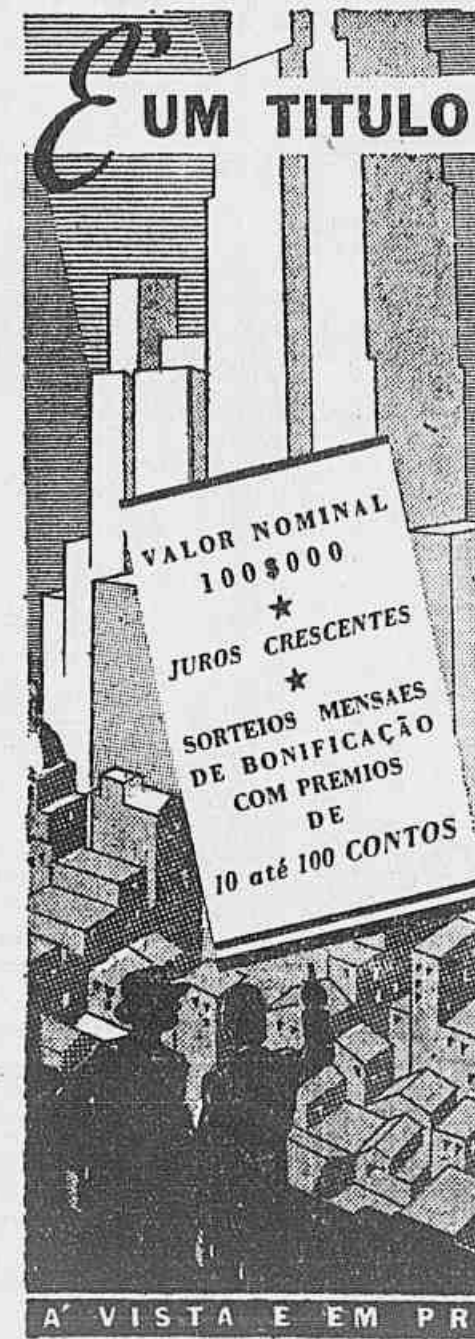 E' UM TITULO
VALOR NOMINAL
100$000
JUROS CRESCENTES
SORTEIOS MENSAES
DE BONIFICAÇÃO
COM PREMIOS
DE
10 até 100 CONTOS
A' VISTA E EM PR